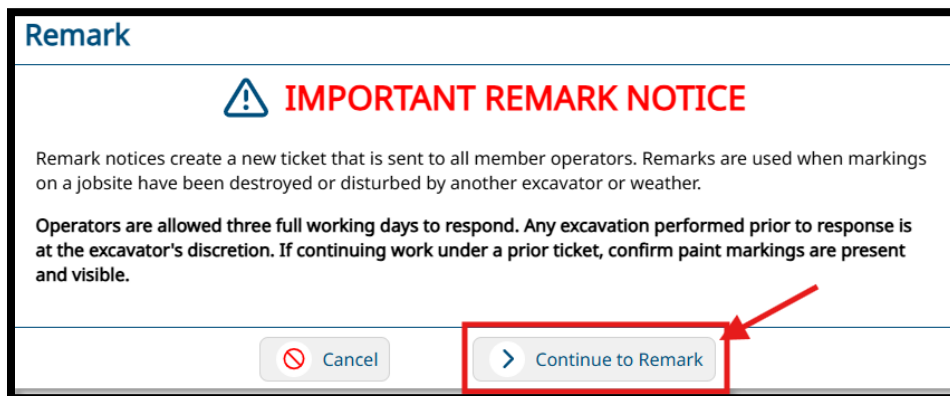 Remark
IMPORTANT REMARK NOTICE
Remark notices create a new ticket that is sent to all member operators. Remarks are used when markings
on a jobsite have been destroyed or disturbed by another excavator or weather.
Operators are allowed three full working days to respond. Any excavation performed prior to response is
at the excavator's discretion. If continuing work under a prior ticket, confirm paint markings are present
and visible.
Cancel
Continue to Remark